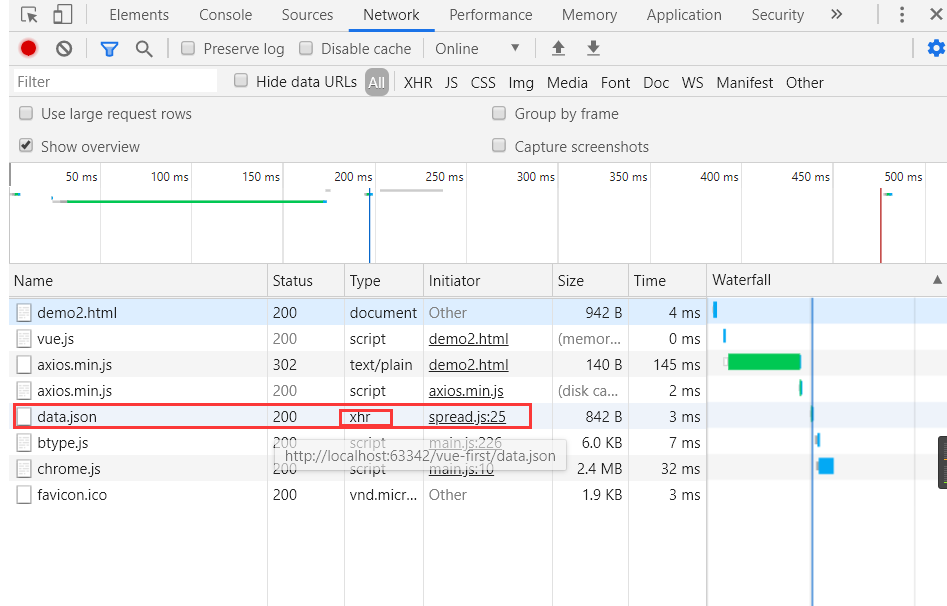 Elements Console Sources Network Performance Memory Application Security »
Preserve log Disable cache Online
Filter Hide data URLs All XHR JS CSS Img Media Font Doc WS Manifest Other
Use large request rows Group by frame
Show overview Capture screenshots
50 ms 100 ms 150 ms 200 ms 250 ms 300 ms 350 ms 400 ms 450 ms 500 ms
Name Status Type Initiator Size Time Waterfall
demo2.html 200 document Other 942 B 4 ms
vue.js 200 script demo2.html (memor... 0 ms
axios.min.js 302 text/plain demo2.html 140 B 145 ms
axios.min.js 200 script axios.min.js (disk ca... 2 ms
data.json 200 xhr spread.js:25 842 B 3 ms
btype.js 200 script main.js:226 6.0 KB 7 ms
http://localhost:63342/vue-first/data.json
chrome.js 200 script main.js:10 2.4 MB 32 ms
favicon.ico 200 vnd.micr... Other 1.9 KB 3 ms